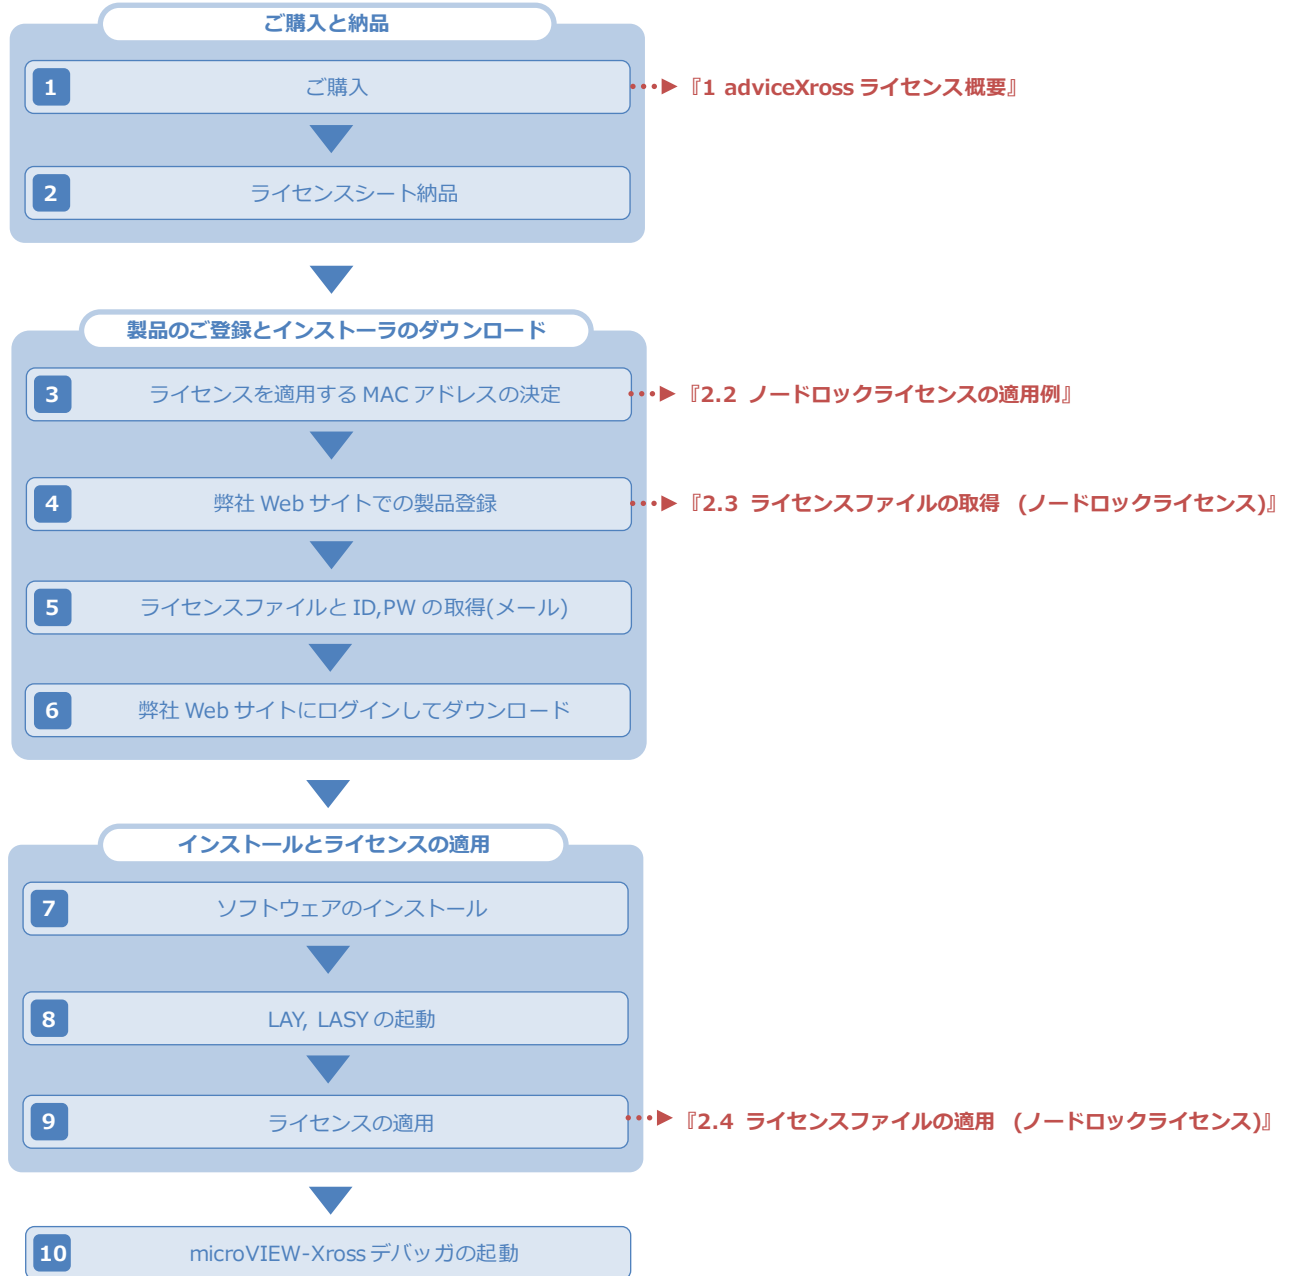 ご購入と納品
1 ご購入 『1 adviceXross ライセンス概要』
2 ライセンスシート納品
製品のご登録とインストーラのダウンロード
3 ライセンスを適用する MAC アドレスの決定 『2.2 ノードロックライセンスの適用例』
4 弊社 Web サイトでの製品登録 『2.3 ライセンスファイルの取得 (ノードロックライセンス)』
5 ライセンスファイルと ID,PW の取得(メール)
6 弊社 Web サイトにログインしてダウンロード
インストールとライセンスの適用
7 ソフトウェアのインストール
8 LAY, LASY の起動
9 ライセンスの適用 『2.4 ライセンスファイルの適用 (ノードロックライセンス)』
10 microVIEW-Xross デバッガの起動